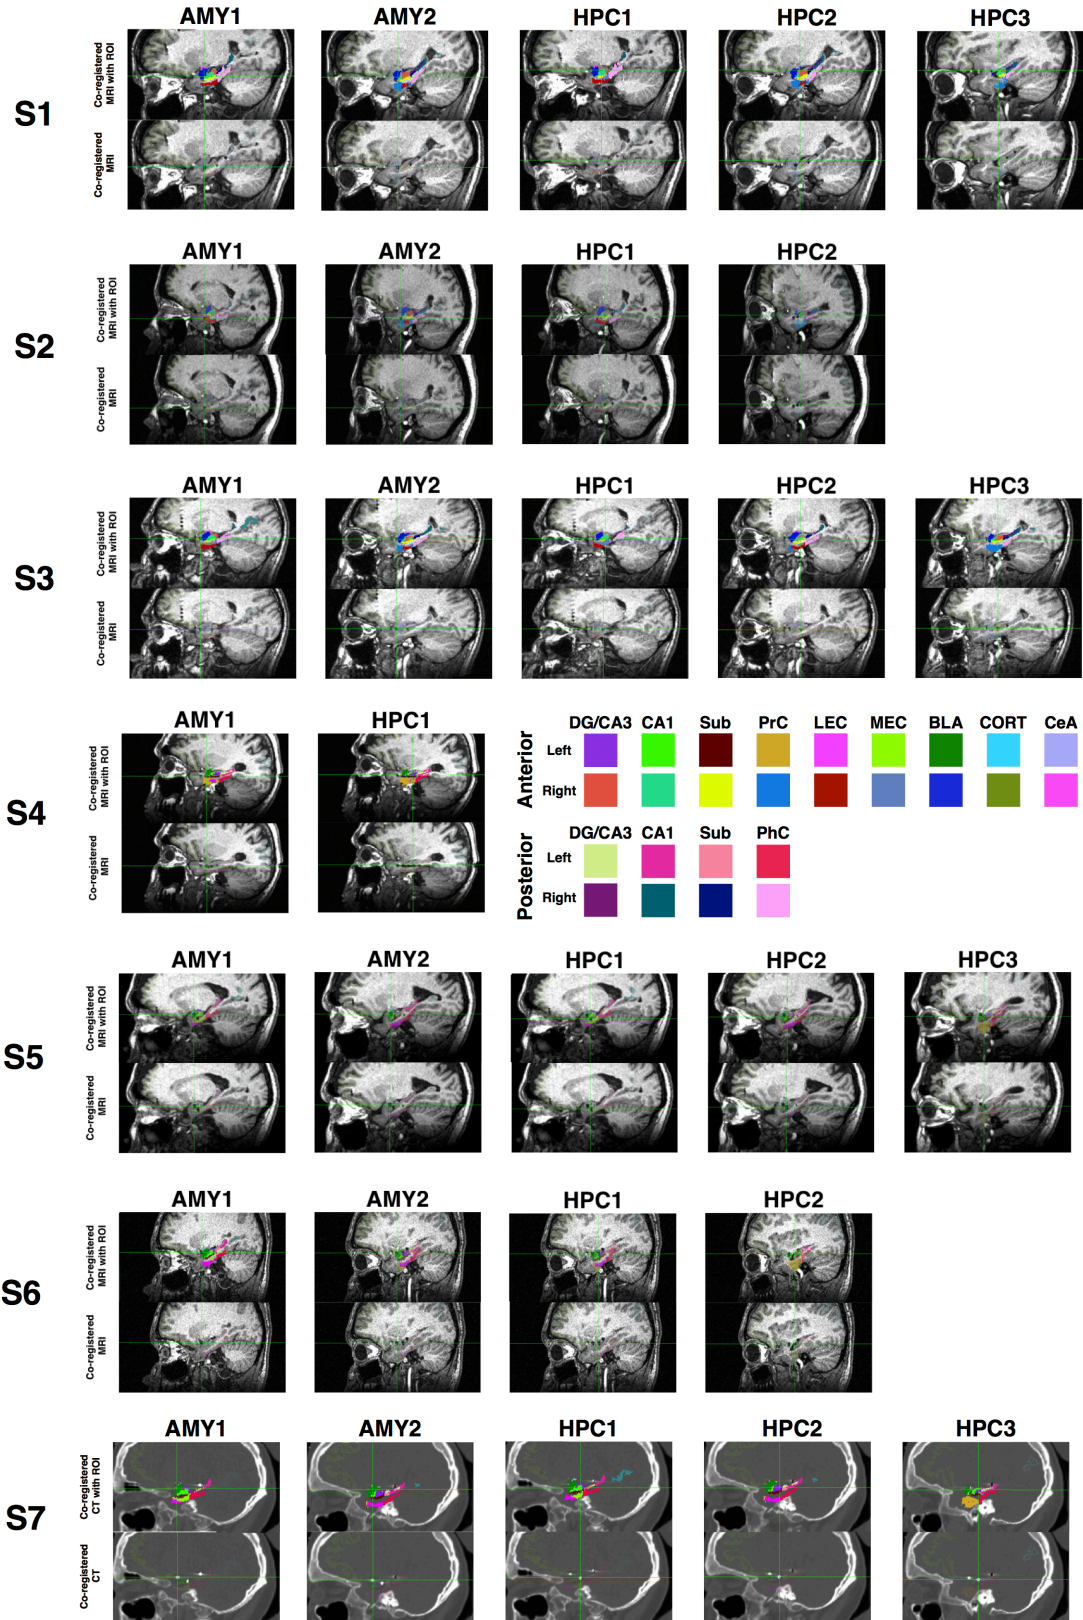 AMY1 AMY2 HPC1 HPC2 HPC3
S1
Co-registered
MRI with ROI
Co-registered
MRI
AMY1 AMY2 HPC1 HPC2
S2
Co-registered
MRI with ROI
Co-registered
MRI
AMY1 AMY2 HPC1 HPC2 HPC3
S3
Co-registered
MRI with ROI
Co-registered
MRI
AMY1 HPC1
S4
Co-registered
MRI with ROI
Co-registered
MRI
DG/CA3 CA1 Sub PrC LEC MEC BLA CORT CeA
Anterior
Left
Right
DG/CA3 CA1 Sub PhC
Posterior
Left
Right
AMY1 AMY2 HPC1 HPC2 HPC3
S5
Co-registered
MRI with ROI
Co-registered
MRI
AMY1 AMY2 HPC1 HPC2
S6
Co-registered
MRI with ROI
Co-registered
MRI
AMY1 AMY2 HPC1 HPC2 HPC3
S7
Co-registered
CT with ROI
Co-registered
CT